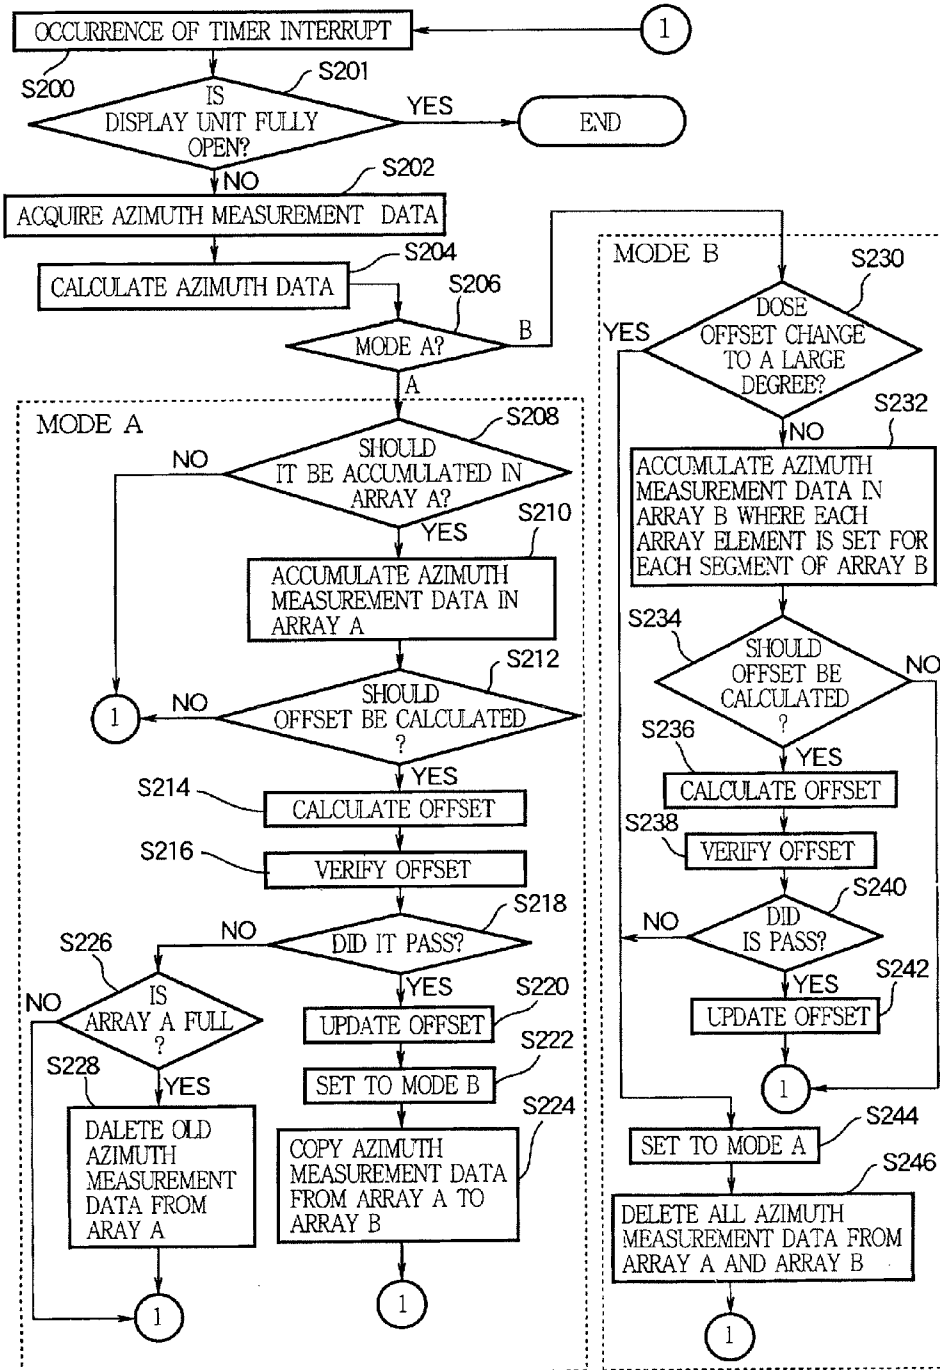 OCCURRENCE OF TIMER INTERRUPT
1
S200
S201
IS
DISPLAY UNIT FULLY
OPEN?
YES
END
NO
S202
ACQUIRE AZIMUTH MEASUREMENT DATA
S204
CALCULATE AZIMUTH DATA
S206
MODE A?
B
A
MODE A
S208
SHOULD
IT BE ACCUMULATED IN
ARRAY A?
NO
YES
S210
ACCUMULATE AZIMUTH
MEASUREMENT DATA IN
ARRAY A
S212
SHOULD
OFFSET BE CALCULATED
?
NO
1
YES
S214
CALCULATE OFFSET
S216
VERIFY OFFSET
S218
DID IT PASS?
NO
YES
S220
UPDATE OFFSET
S222
SET TO MODE B
S224
COPY AZIMUTH
MEASUREMENT DATA
FROM ARRAY A TO
ARRAY B
1
S226
IS
ARRAY A FULL
?
NO
YES
S228
DALETE OLD
AZIMUTH
MEASUREMENT
DATA FROM
ARAY A
1
MODE B
S230
DOSE
OFFSET CHANGE
TO A LARGE
DEGREE?
YES
NO
S232
ACCUMULATE AZIMUTH
MEASUREMENT DATA IN
ARRAY B WHERE EACH
ARRAY ELEMENT IS SET FOR
EACH SEGMENT OF ARRAY B
S234
SHOULD
OFFSET BE
CALCULATED
?
NO
YES
S236
CALCULATE OFFSET
S238
VERIFY OFFSET
S240
DID
IS PASS?
NO
YES
S242
UPDATE OFFSET
1
S244
SET TO MODE A
S246
DELETE ALL AZIMUTH
MEASUREMENT DATA FROM
ARRAY A AND ARRAY B
1